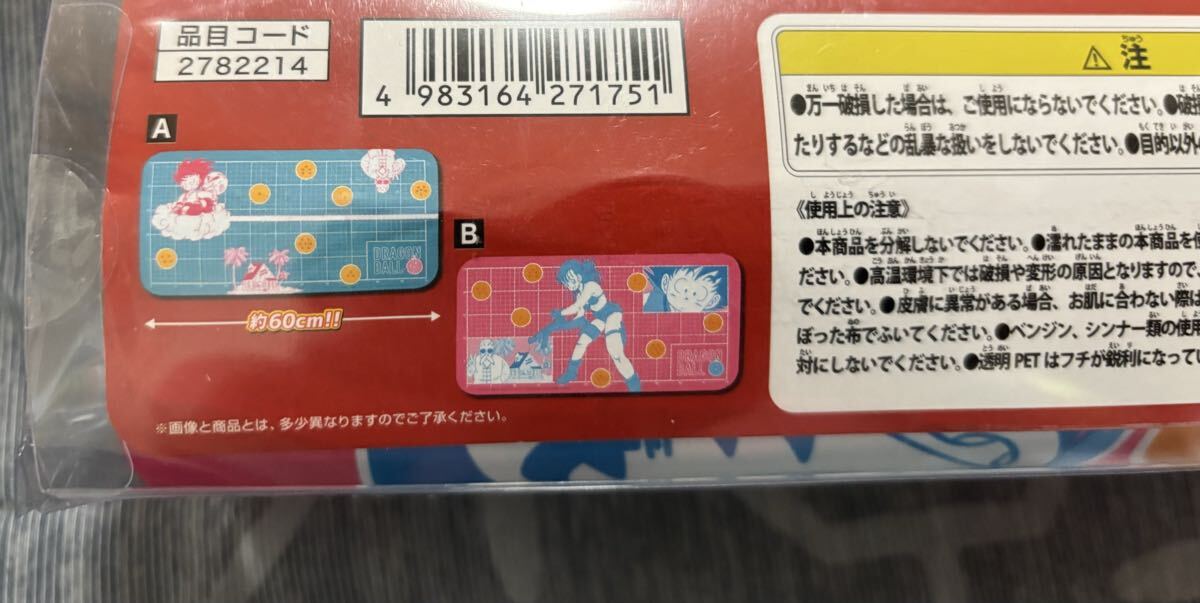 品目コード
2782214
4 983164 271751
A
DRAGON
BALL
約60cm!!
B
DRAGON
BALL
※画像と商品とは、多少異なりますのでご了承ください。
⚠ 注
●万一破損した場合は、ご使用にならないでください。●破損
たりするなどの乱暴な扱いをしないでください。●目的以外の
《使用上の注意》
●本商品を分解しないでください。●濡れたままの本商品を
ださい。●高温環境下では破損や変形の原因となりますので、
でください。●皮膚に異常がある場合、お肌に合わない際は
ぼった布でふいてください。●ベンジン、シンナー類の使用
対にしないでください。●透明PETはフチが鋭利になってい